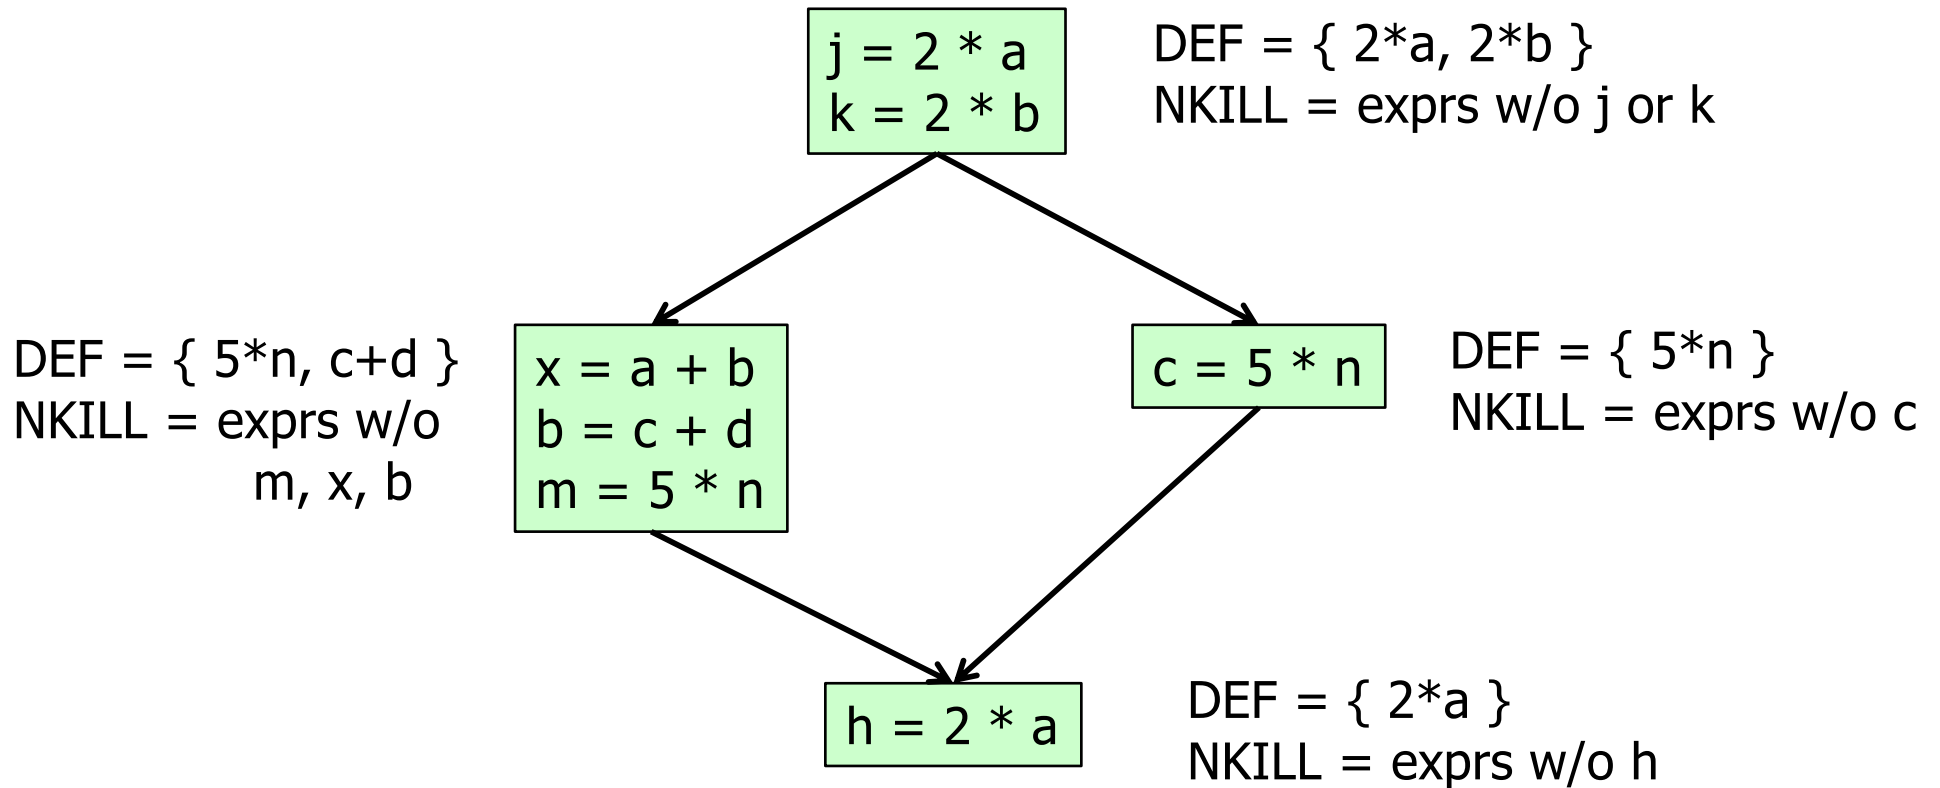 j = 2 * a
k = 2 * b
DEF = { 2*a, 2*b }
NKILL = exprs w/o j or k
DEF = { 5*n, c+d }
NKILL = exprs w/o
m, x, b
x = a + b
b = c + d
m = 5 * n
c = 5 * n
DEF = { 5*n }
NKILL = exprs w/o c
h = 2 * a
DEF = { 2*a }
NKILL = exprs w/o h